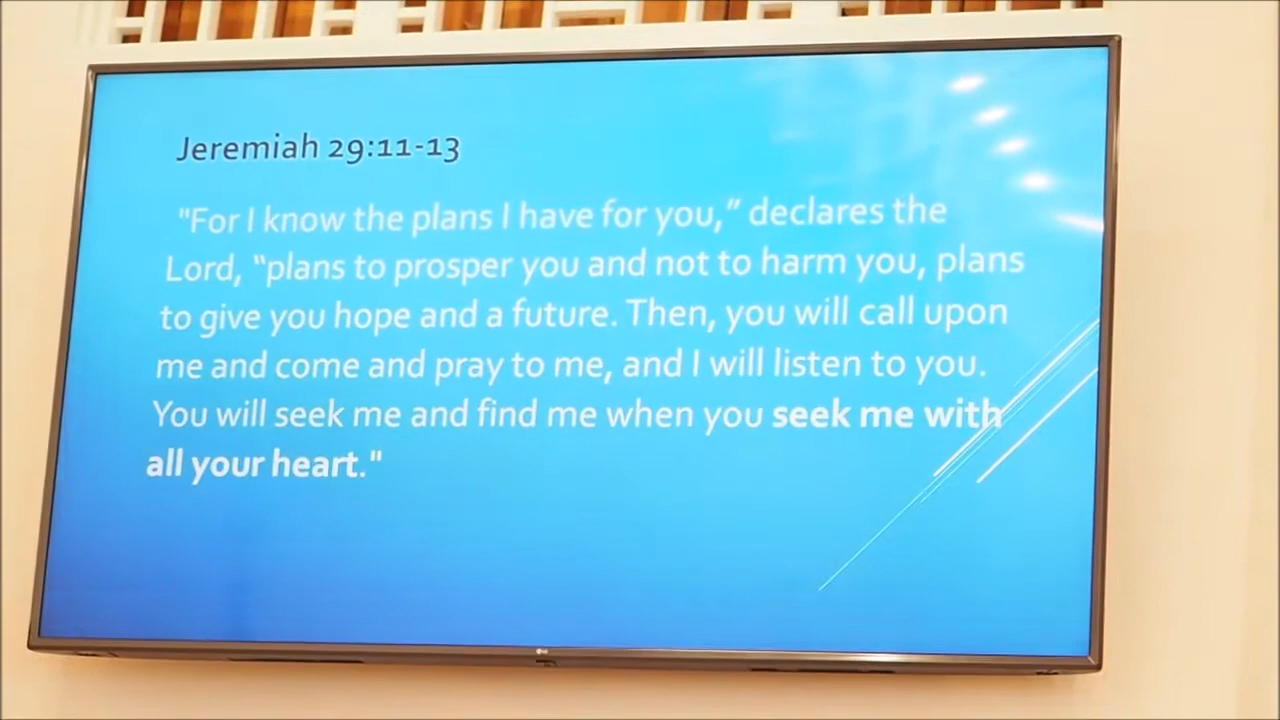 Jeremiah 29:11-13
"For I know the plans I have for you,” declares the
Lord, “plans to prosper you and not to harm you, plans
to give you hope and a future. Then, you will call upon
me and come and pray to me, and I will listen to you.
You will seek me and find me when you seek me with
all your heart."
LG